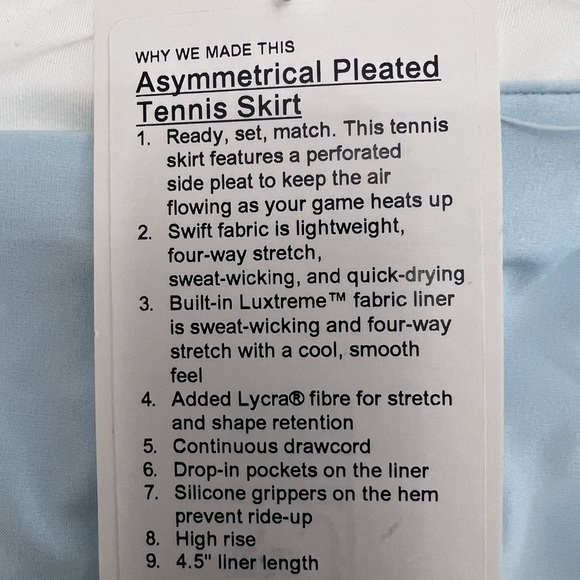 WHY WE MADE THIS
Asymmetrical Pleated
Tennis Skirt
1. Ready, set, match. This tennis
skirt features a perforated
side pleat to keep the air
flowing as your game heats up
2. Swift fabric is lightweight,
four-way stretch,
sweat-wicking, and quick-drying
3. Built-in Luxtreme™ fabric liner
is sweat-wicking and four-way
stretch with a cool, smooth
feel
4. Added Lycra® fibre for stretch
and shape retention
5. Continuous drawcord
6. Drop-in pockets on the liner
7. Silicone grippers on the hem
prevent ride-up
8. High rise
9. 4.5" liner length